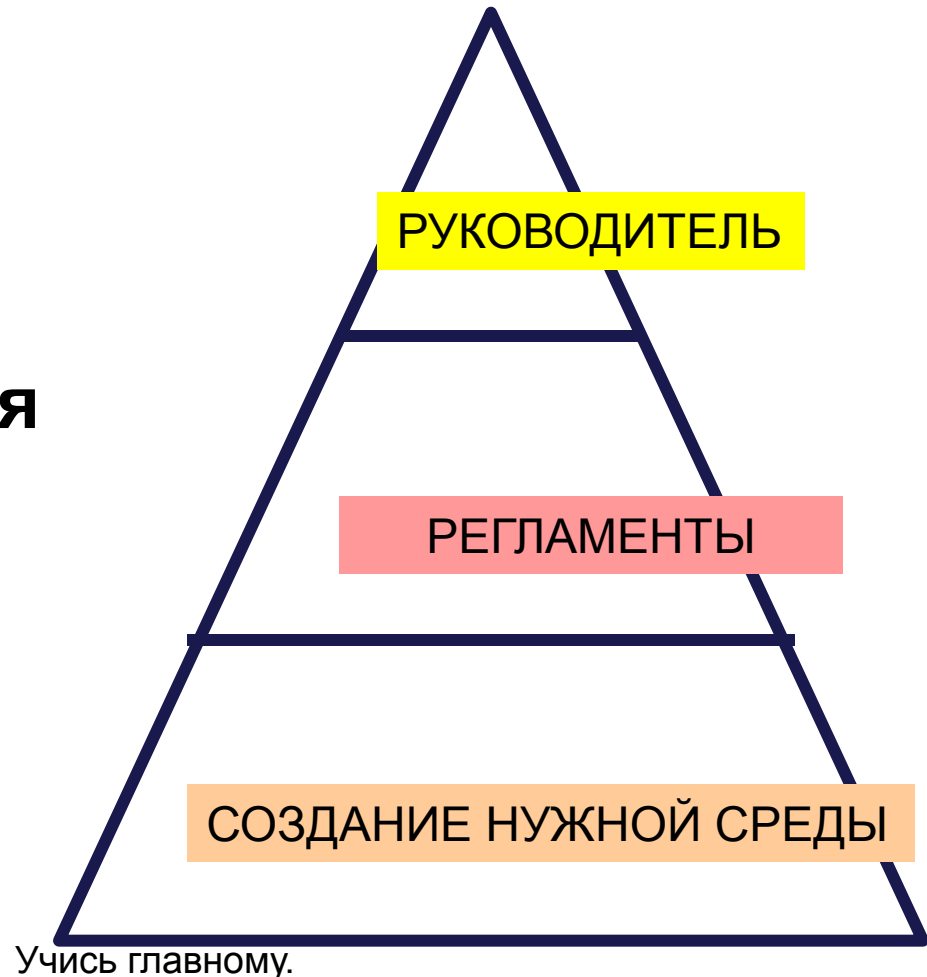 РУКОВОДИТЕЛЬ
я
РЕГЛАМЕНТЫ
СОЗДАНИЕ НУЖНОЙ СРЕДЫ
Учись главному.